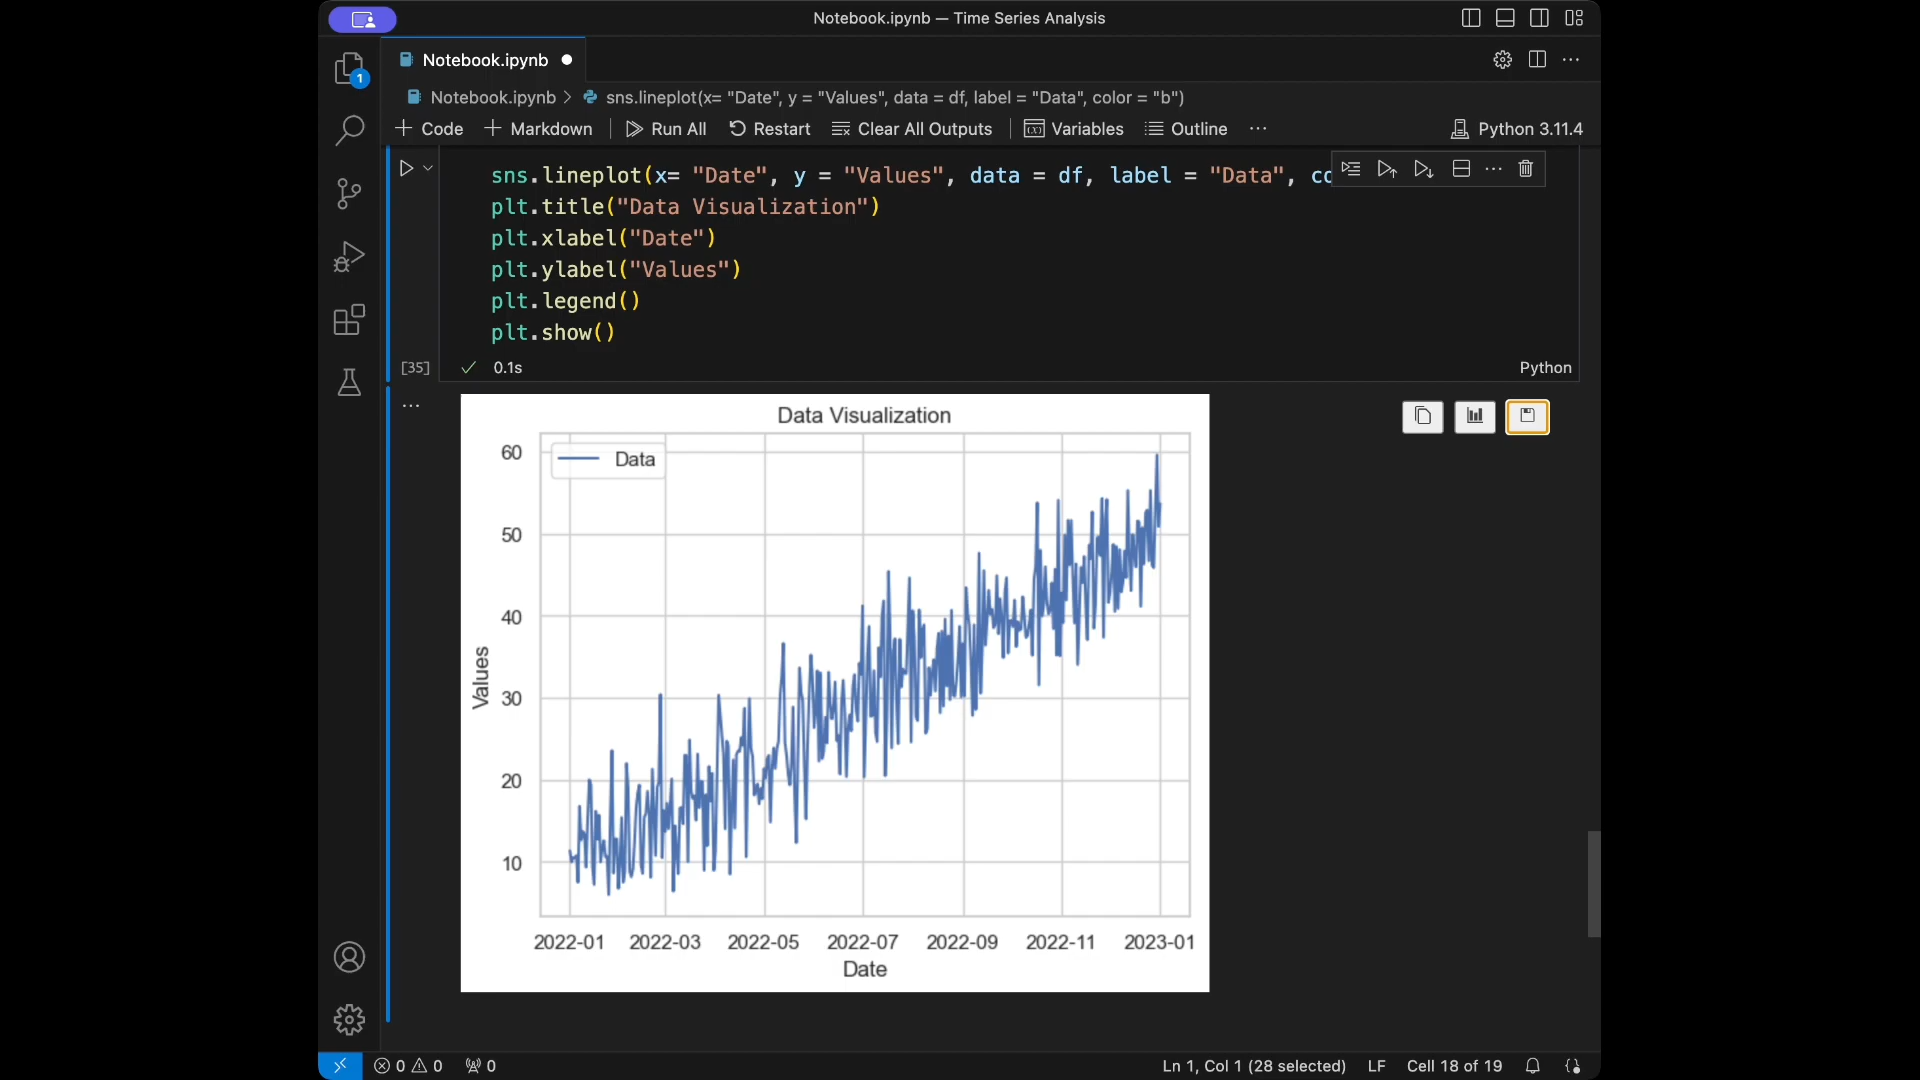 Notebook.ipynb — Time Series Analysis
1
Notebook.ipynb
Notebook.ipynb > sns.lineplot(x= "Date", y = "Values", data = df, label = "Data", color = "b")
+ Code + Markdown Run All Restart Clear All Outputs Variables Outline ··· Python 3.11.4
sns.lineplot(x= "Date", y = "Values", data = df, label = "Data", co
plt.title("Data Visualization")
plt.xlabel("Date")
plt.ylabel("Values")
plt.legend()
plt.show()
[35] ✓ 0.1s Python
Data Visualization
Data
60
50
40
30
20
10
Values
2022-01 2022-03 2022-05 2022-07 2022-09 2022-11 2023-01
Date
0 0 0 Ln 1, Col 1 (28 selected) LF Cell 18 of 19